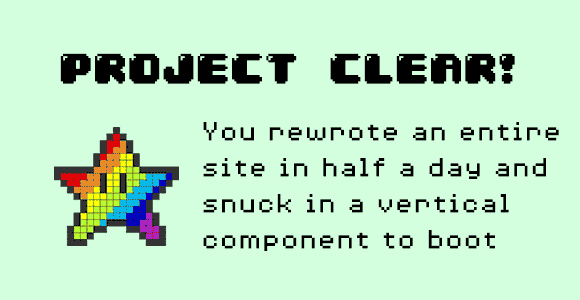 PROJECT CLEAR!
You rewrote an entire
site in half a day and
snuck in a vertical
component to boot